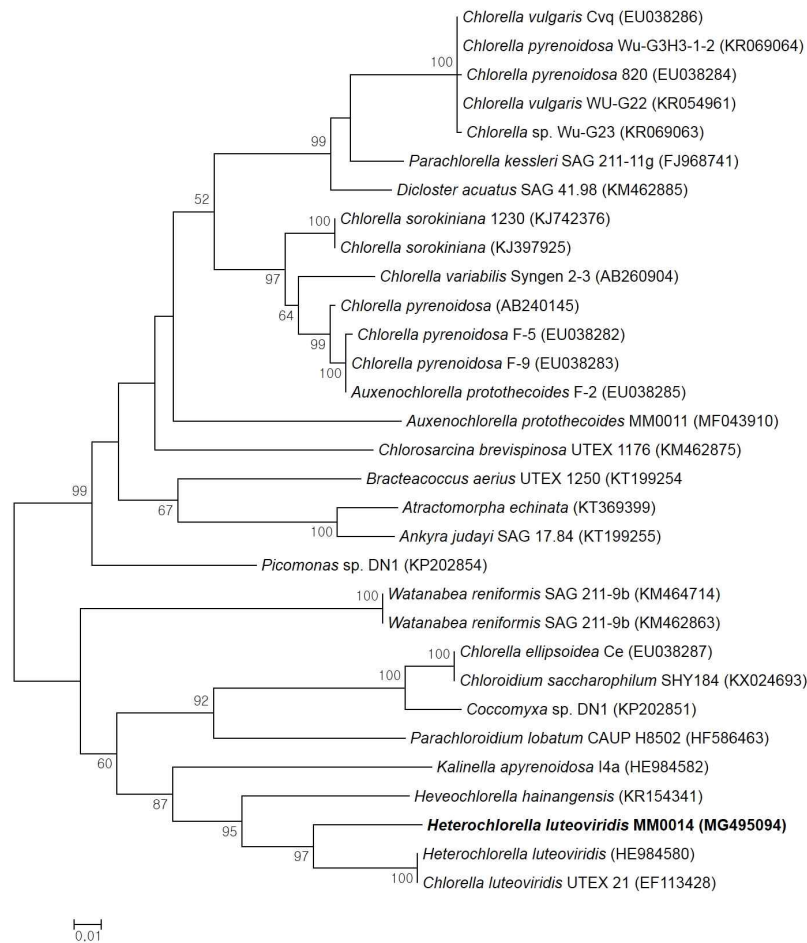 Chlorella vulgaris Cvq (EU038286)
Chlorella pyrenoidosa Wu-G3H3-1-2 (KR069064)
100
Chlorella pyrenoidosa 820 (EU038284)
Chlorella vulgaris WU-G22 (KR054961)
Chlorella sp. Wu-G23 (KR069063)
99
Parachlorella kessleri SAG 211-11g (FJ968741)
Dicloster acuatus SAG 41.98 (KM462885)
52
100
Chlorella sorokiniana 1230 (KJ742376)
Chlorella sorokiniana (KJ397925)
97
Chlorella variabilis Syngen 2-3 (AB260904)
64
Chlorella pyrenoidosa (AB240145)
99
Chlorella pyrenoidosa F-5 (EU038282)
Chlorella pyrenoidosa F-9 (EU038283)
100
Auxenochlorella protothecoides F-2 (EU038285)
Auxenochlorella protothecoides MM0011 (MF043910)
Chlorosarcina brevispinosa UTEX 1176 (KM462875)
99
Bracteacoccus aerius UTEX 1250 (KT199254
67
Atractomorpha echinata (KT369399)
100
Ankyra judayi SAG 17.84 (KT199255)
Picomonas sp. DN1 (KP202854)
100
Watanabea reniformis SAG 211-9b (KM464714)
Watanabea reniformis SAG 211-9b (KM462863)
100
Chlorella ellipsoidea Ce (EU038287)
100
Chloroidium saccharophilum SHY184 (KX024693)
92
Coccomyxa sp. DN1 (KP202851)
Parachloroidium lobatum CAUP H8502 (HF586463)
60
Kalinella apyrenoidosa I4a (HE984582)
87
Heveochlorella hainangensis (KR154341)
95
Heterochlorella luteoviridis MM0014 (MG495094)
97
Heterochlorella luteoviridis (HE984580)
100
Chlorella luteoviridis UTEX 21 (EF113428)
0,01